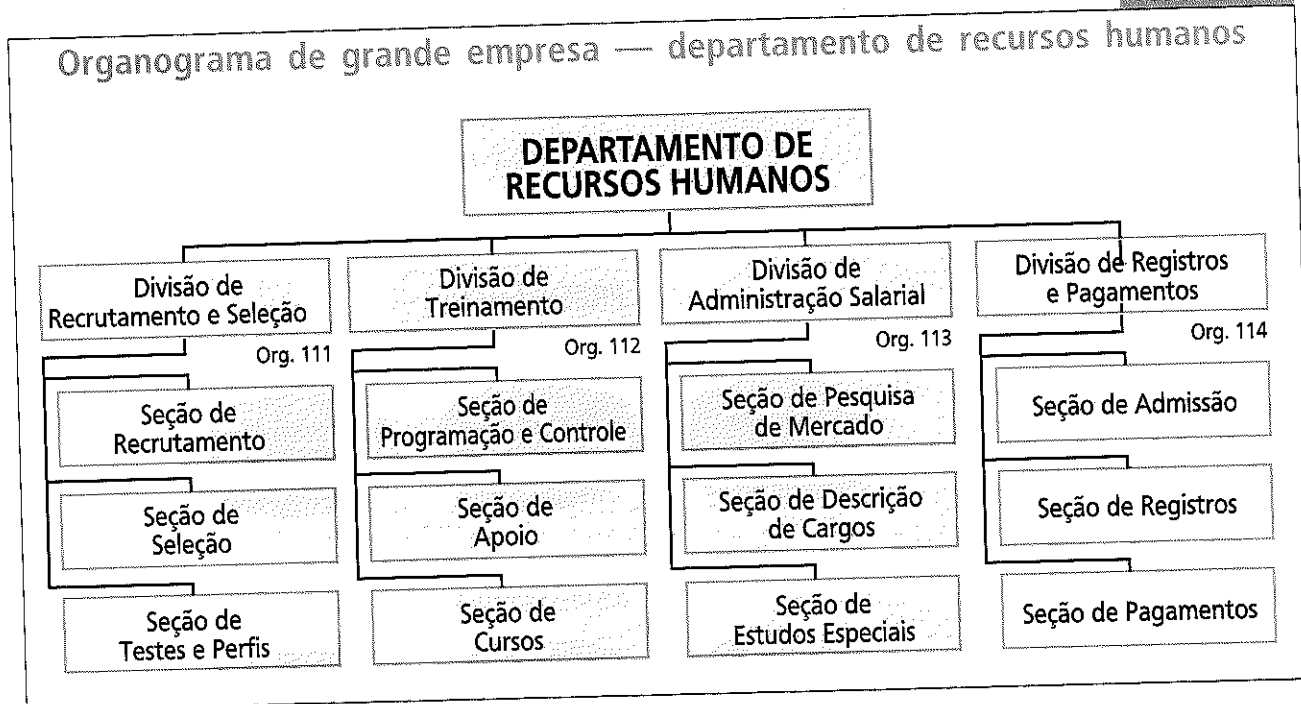 Organograma de grande empresa — departamento de recursos humanos
DEPARTAMENTO DE
RECURSOS HUMANOS
Divisão de
Recrutamento e Seleção
Org. 111
Seção de
Recrutamento
Seção de
Seleção
Seção de
Testes e Perfis
Divisão de
Treinamento
Org. 112
Seção de
Programação e Controle
Seção de
Apoio
Seção de
Cursos
Divisão de
Administração Salarial
Org. 113
Seção de Pesquisa
de Mercado
Seção de Descrição
de Cargos
Seção de
Estudos Especiais
Divisão de Registros
e Pagamentos
Org. 114
Seção de Admissão
Seção de Registros
Seção de Pagamentos